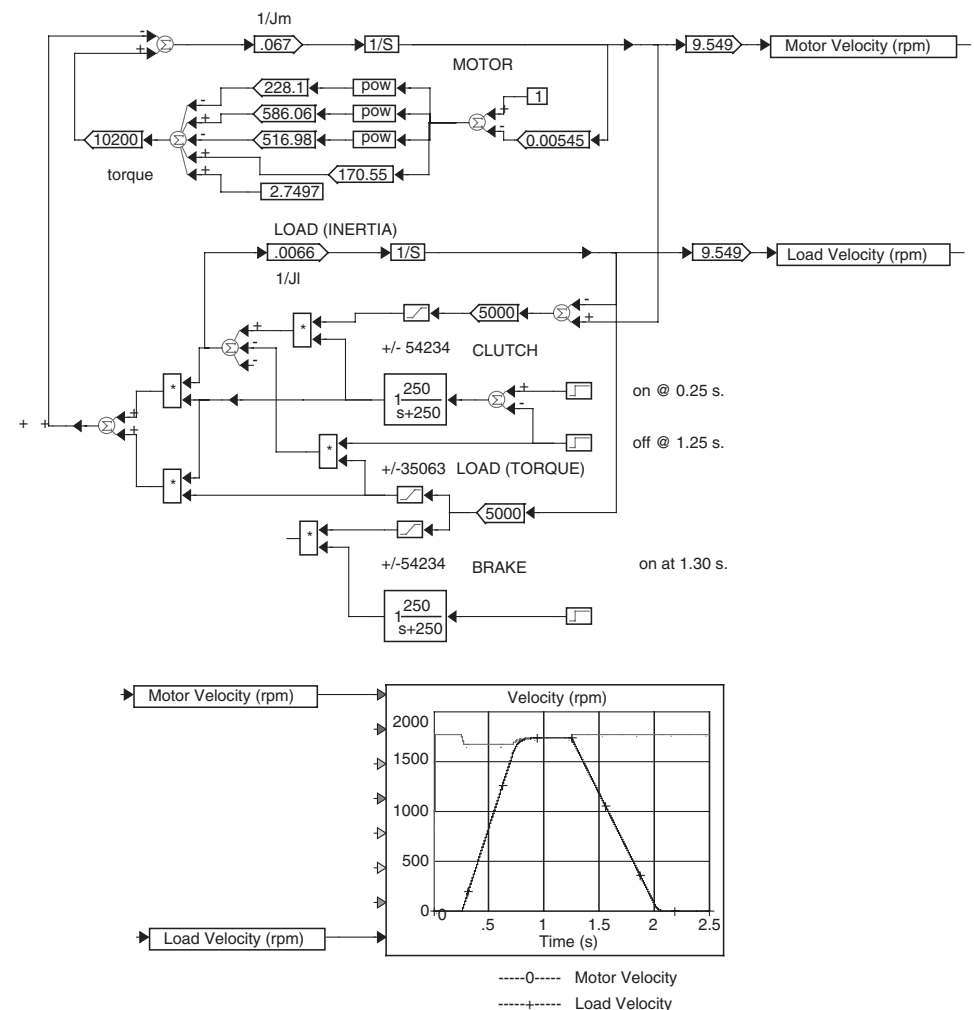 1/Jm
- + Σ .067 1/S 9.549 Motor Velocity (rpm)
MOTOR
228.1 pow
1
586.06 pow
10200 Σ 516.98 pow Σ 0.00545
- + - + +
+ -
torque
170.55
2.7497
LOAD (INERTIA)
.0066 1/S 9.549 Load Velocity (rpm)
1/Jl
* 5000 Σ - +
+/- 54234 CLUTCH
Σ + - -
* 1 250 Σ + - on @ 0.25 s.
s+250
+ + Σ + + off @ 1.25 s.
*
* +/-35063 LOAD (TORQUE)
5000
*
+/-54234 BRAKE on at 1.30 s.
1 250
s+250
Motor Velocity (rpm)
Velocity (rpm)
2000
1500
1000
500
0 0
.5 1 1.5 2 2.5
Time (s)
Load Velocity (rpm)
-----0----- Motor Velocity
-----+----- Load Velocity